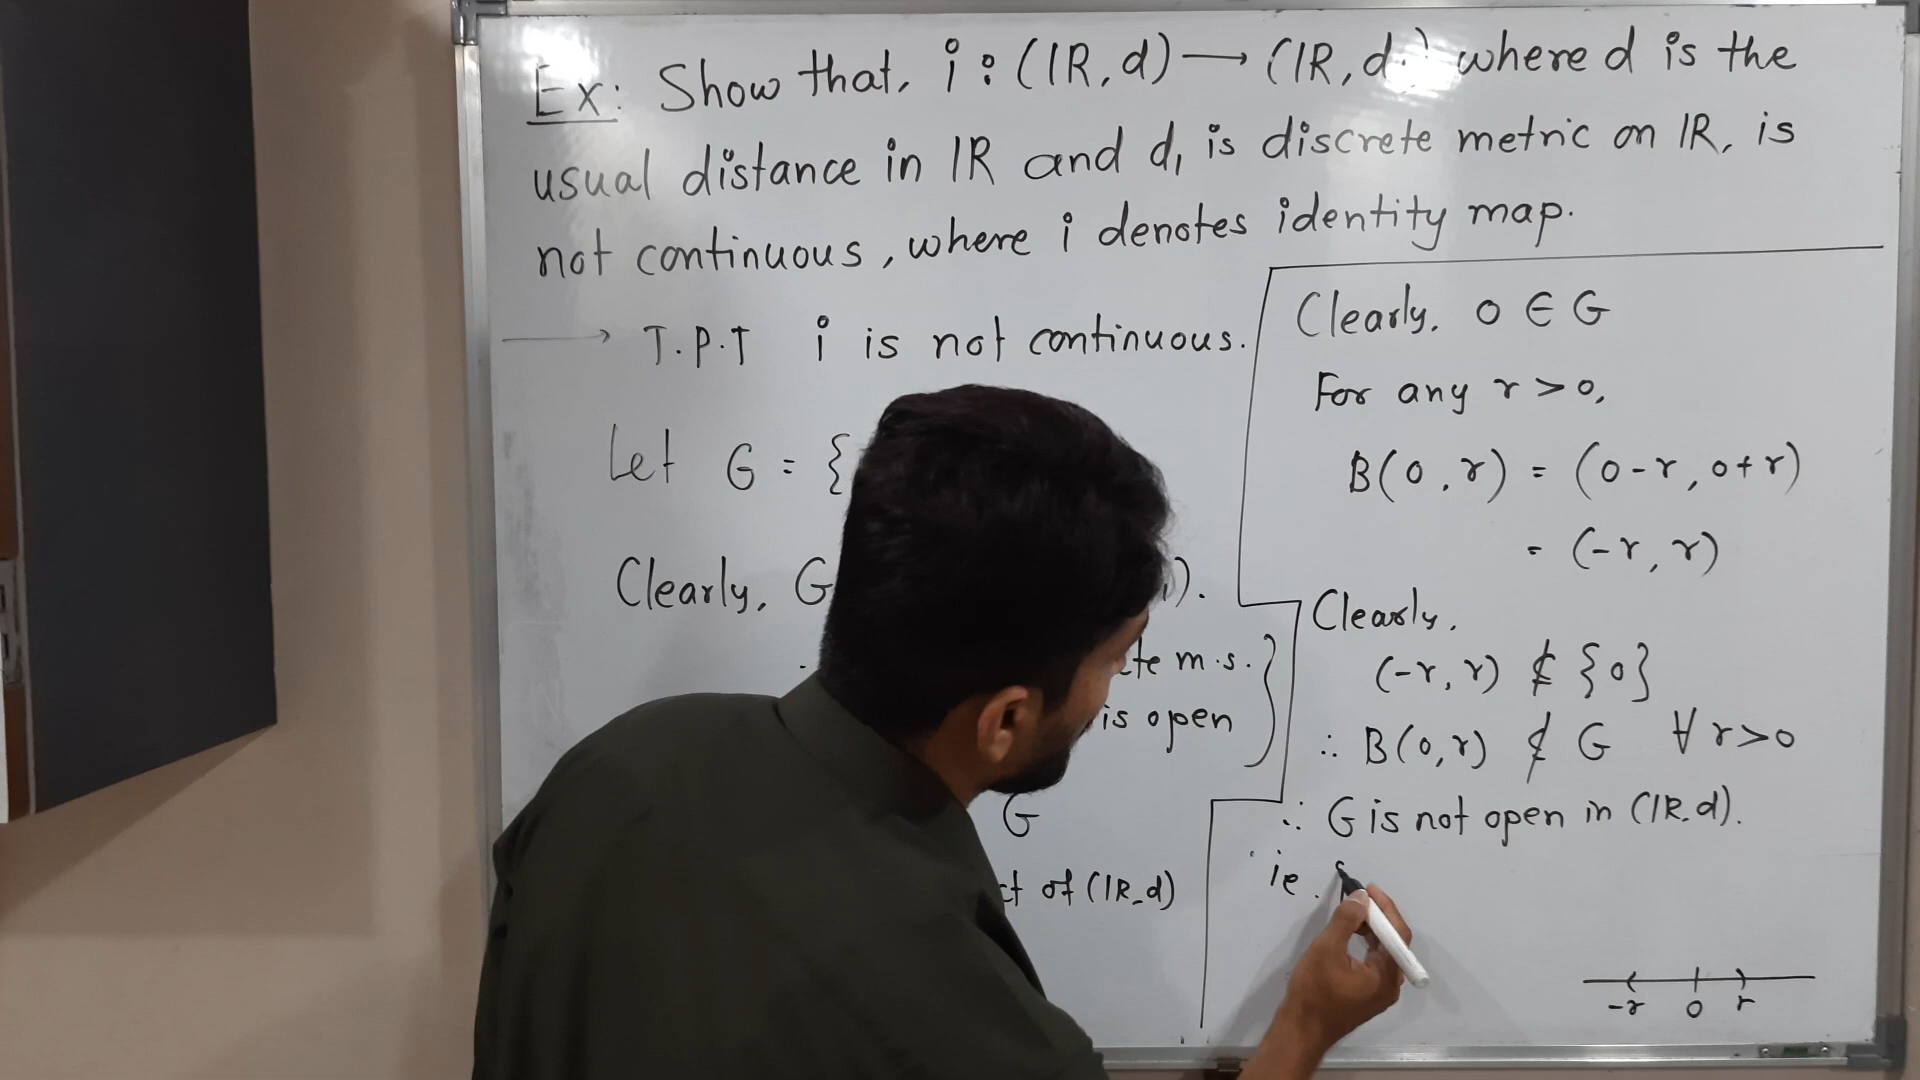 Ex: Show that, i : (IR, d) → (IR, d₁) where d is the
usual distance in IR and d₁ is discrete metric on IR, is
not continuous, where i denotes identity map.
→ T.P.T i is not continuous.
Let G = {
Clearly, G ).
m.s.
is open
G
of (IR, d)
Clearly, 0 ∈ G
For any r > 0,
B(0, r) = (0-r, 0+r)
= (-r, r)
Clearly,
(-r, r) ⊄ {0}
∴ B(0, r) ⊄ G ∀ r>0
∴ G is not open in (IR, d).
ie.
-r 0 r